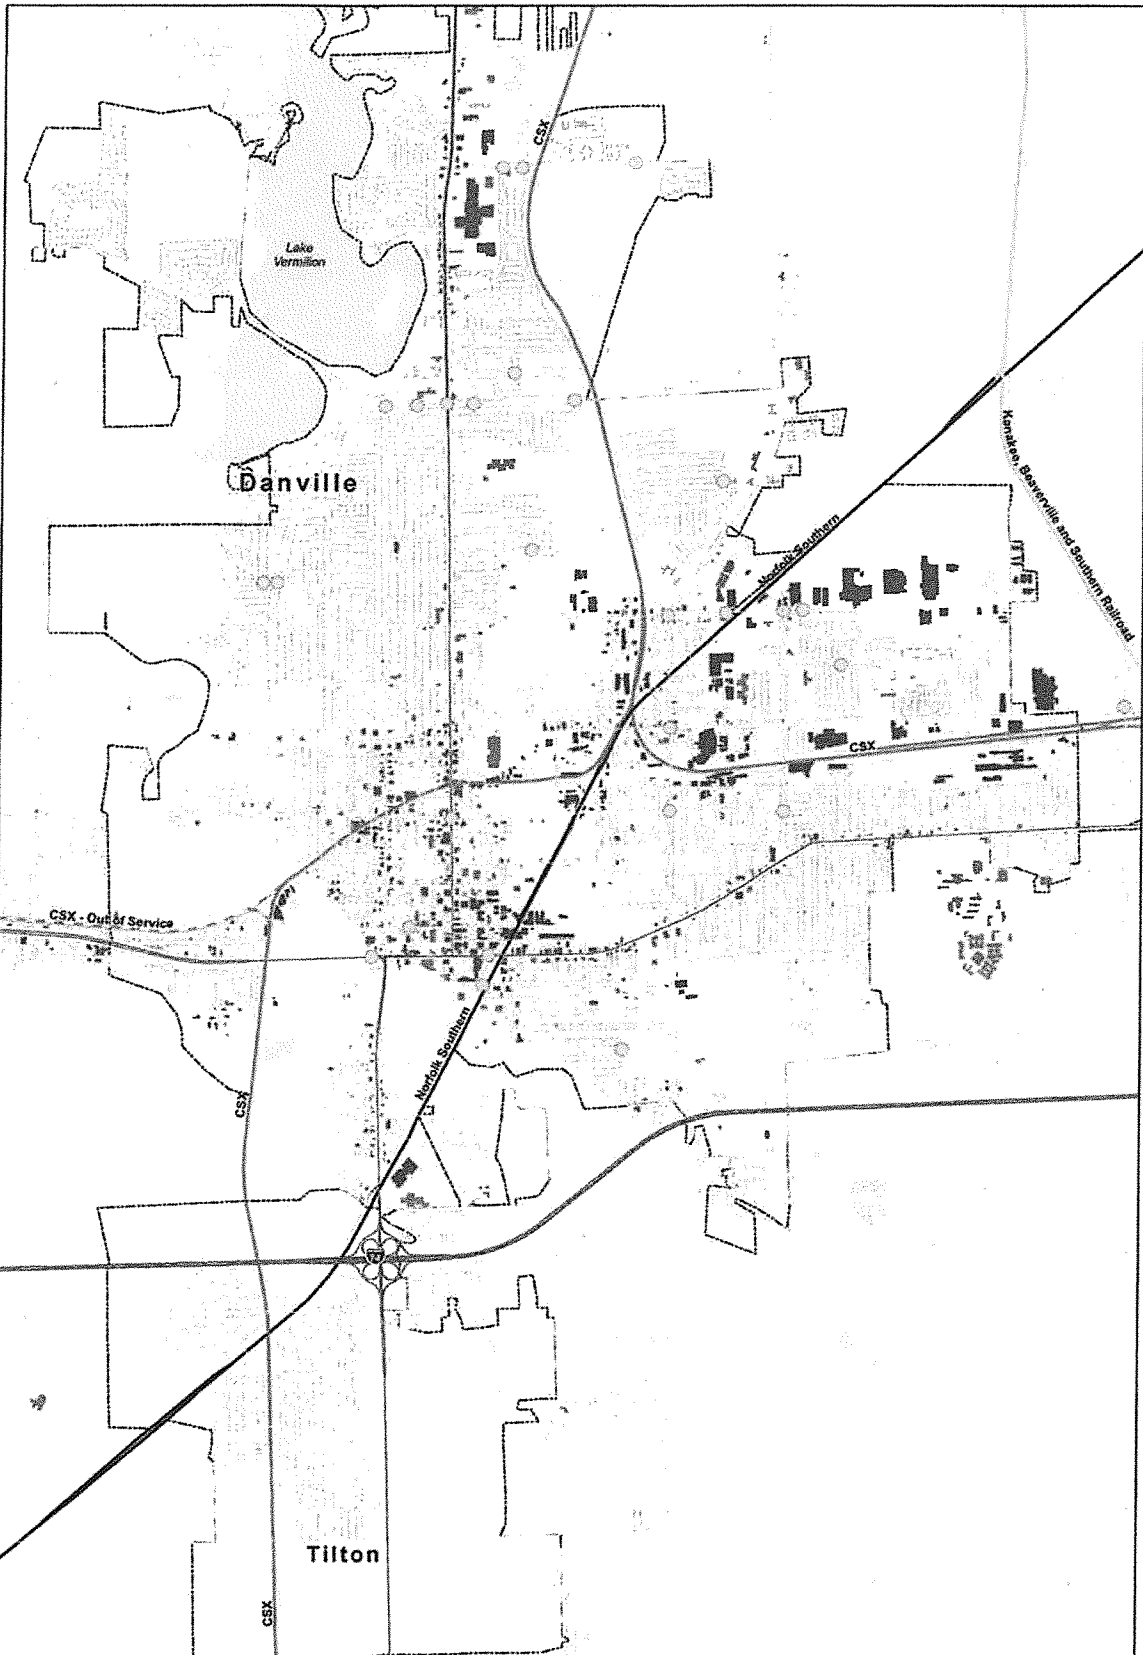 CSX
Lake
Vermilion
Kankakee, Beaverville and Southern Railroad
Danville
Norfolk Southern
CSX
CSX - Out of Service
Norfolk Southern
CSX
Tilton
CSX